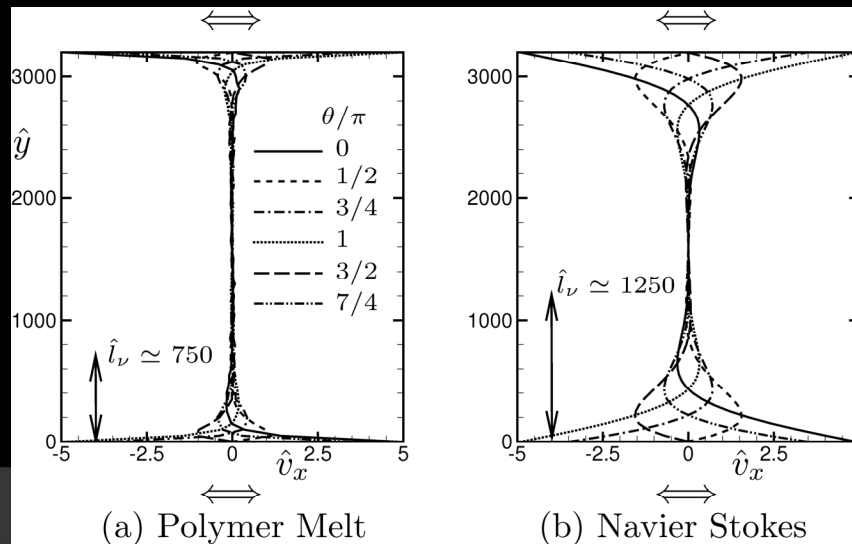 3000
ŷ
2000
1000
0
θ/π
0
1/2
3/4
1
3/2
7/4
l̂ν ≃ 750
-5 -2.5 0 2.5 5
v̂x
(a) Polymer Melt
3000
2000
1000
0
l̂ν ≃ 1250
-5 -2.5 0 2.5
v̂x
(b) Navier Stokes